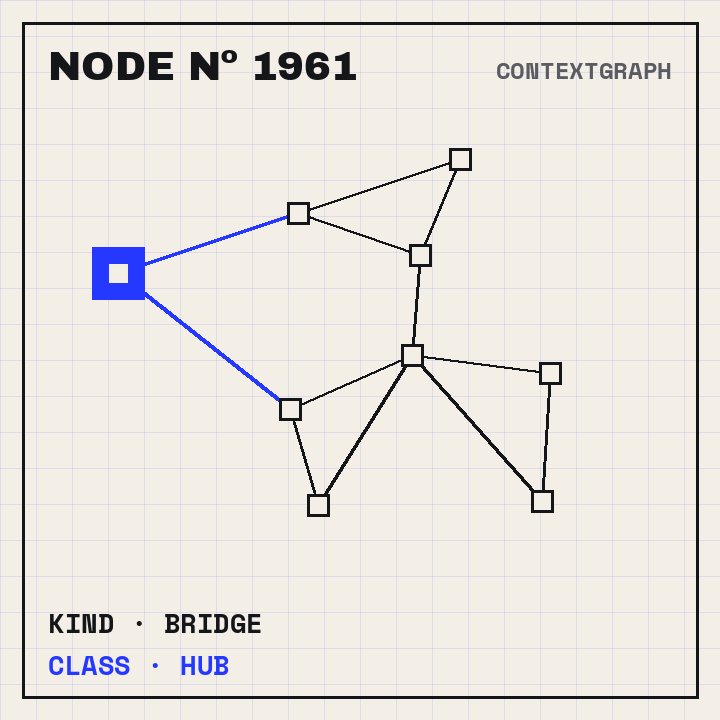 NODE Nº 1961
CONTEXTGRAPH
KIND · BRIDGE
CLASS · HUB